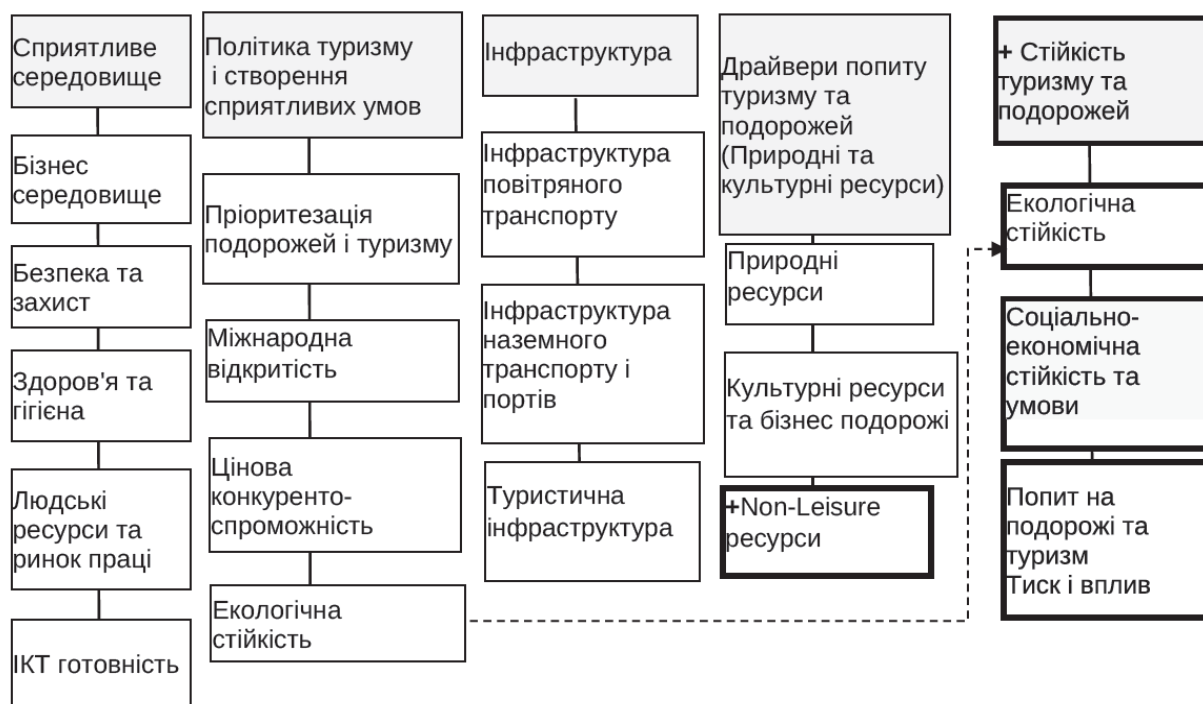 Сприятливе
середовище
Бізнес
середовище
Безпека та
захист
Здоров'я та
гігієна
Людські
ресурси та
ринок праці
ІКТ готовність
Політика туризму
і створення
сприятливих умов
Пріоритезація
подорожей і туризму
Міжнародна
відкритість
Цінова
конкуренто-
спроможність
Екологічна
стійкість
Інфраструктура
Інфраструктура
повітряного
транспорту
Інфраструктура
наземного
транспорту і
портів
Туристична
інфраструктура
Драйвери попиту
туризму та
подорожей
(Природні та
культурні ресурси)
Природні
ресурси
Культурні ресурси
та бізнес подорожі
+Non-Leisure
ресурси
+ Стійкість
туризму та
подорожей
Екологічна
стійкість
Соціально-
економічна
стійкість та
умови
Попит на
подорожі та
туризм
Тиск і вплив